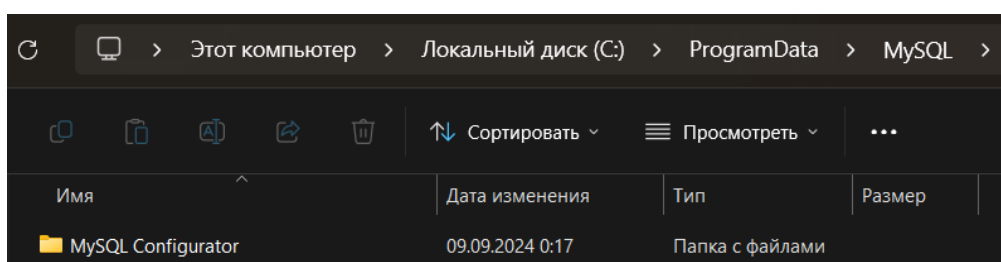 Этот компьютер > Локальный диск (C:) > ProgramData > MySQL >
Сортировать Просмотреть
Имя Дата изменения Тип Размер
MySQL Configurator 09.09.2024 0:17 Папка с файлами